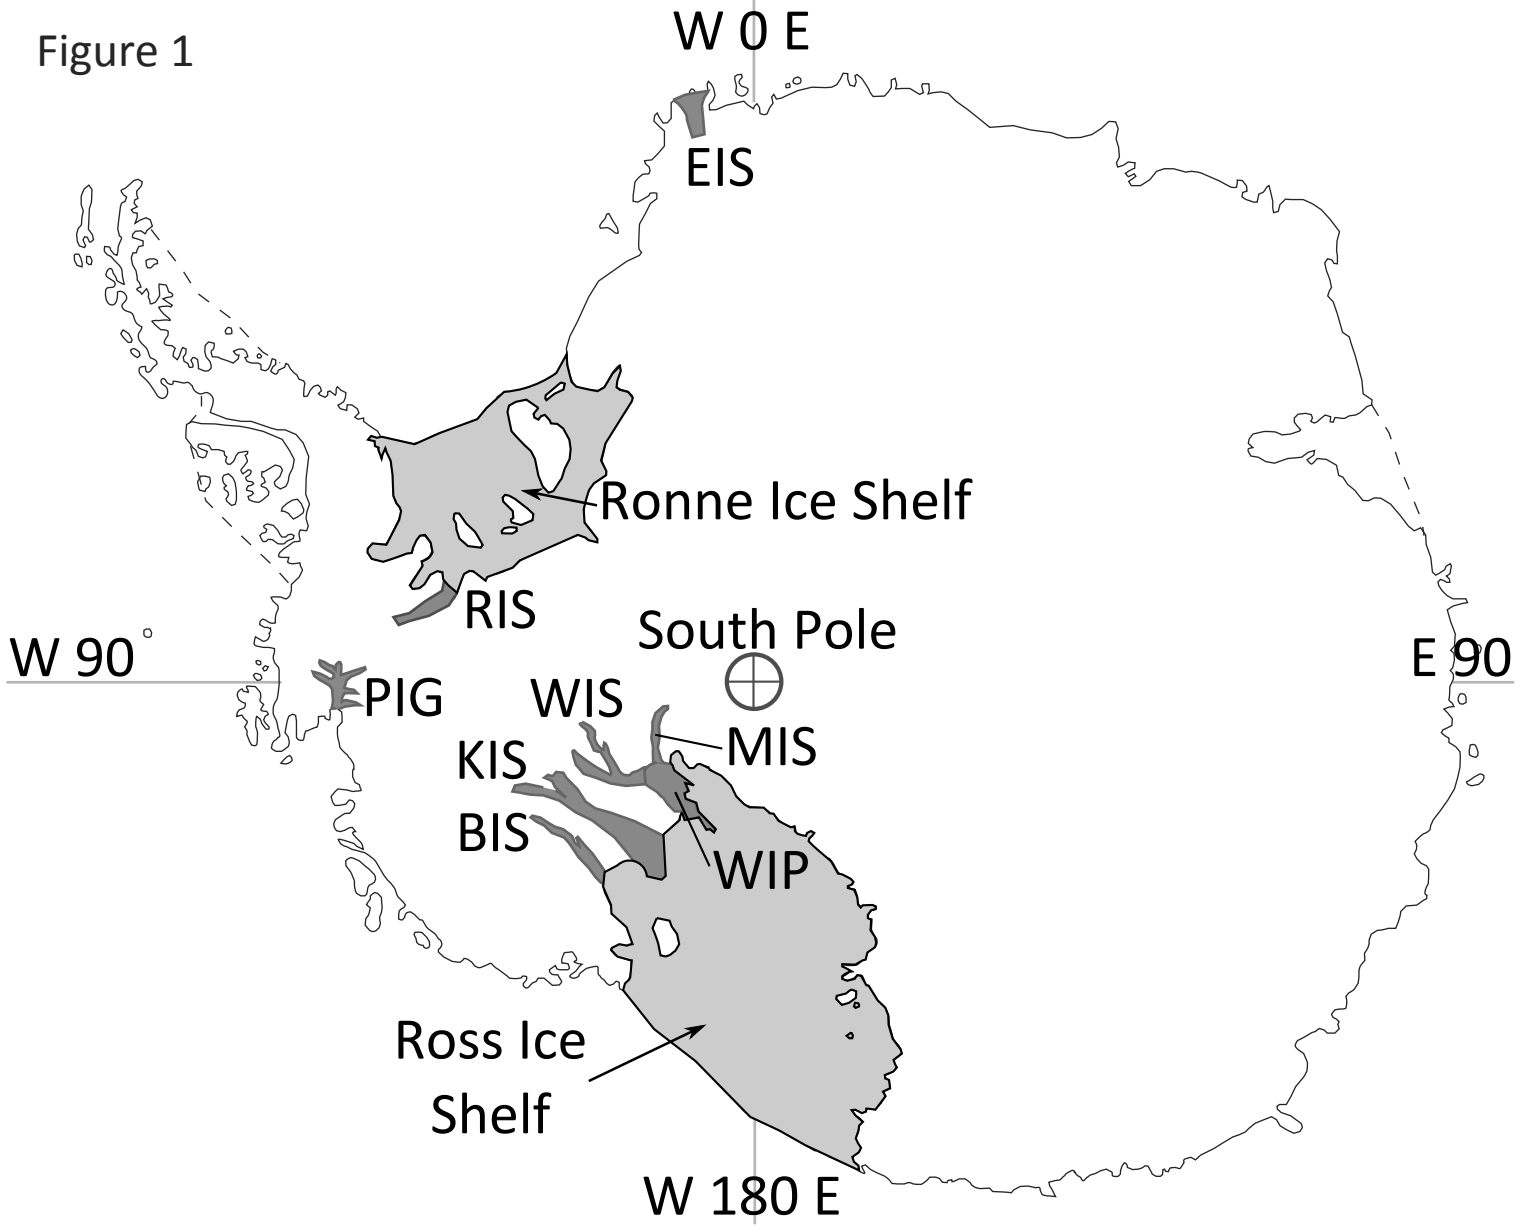 Figure 1
W 0 E
EIS
Ronne Ice Shelf
RIS
South Pole
W 90
E 90
PIG
WIS
MIS
KIS
BIS
WIP
Ross Ice
Shelf
W 180 E